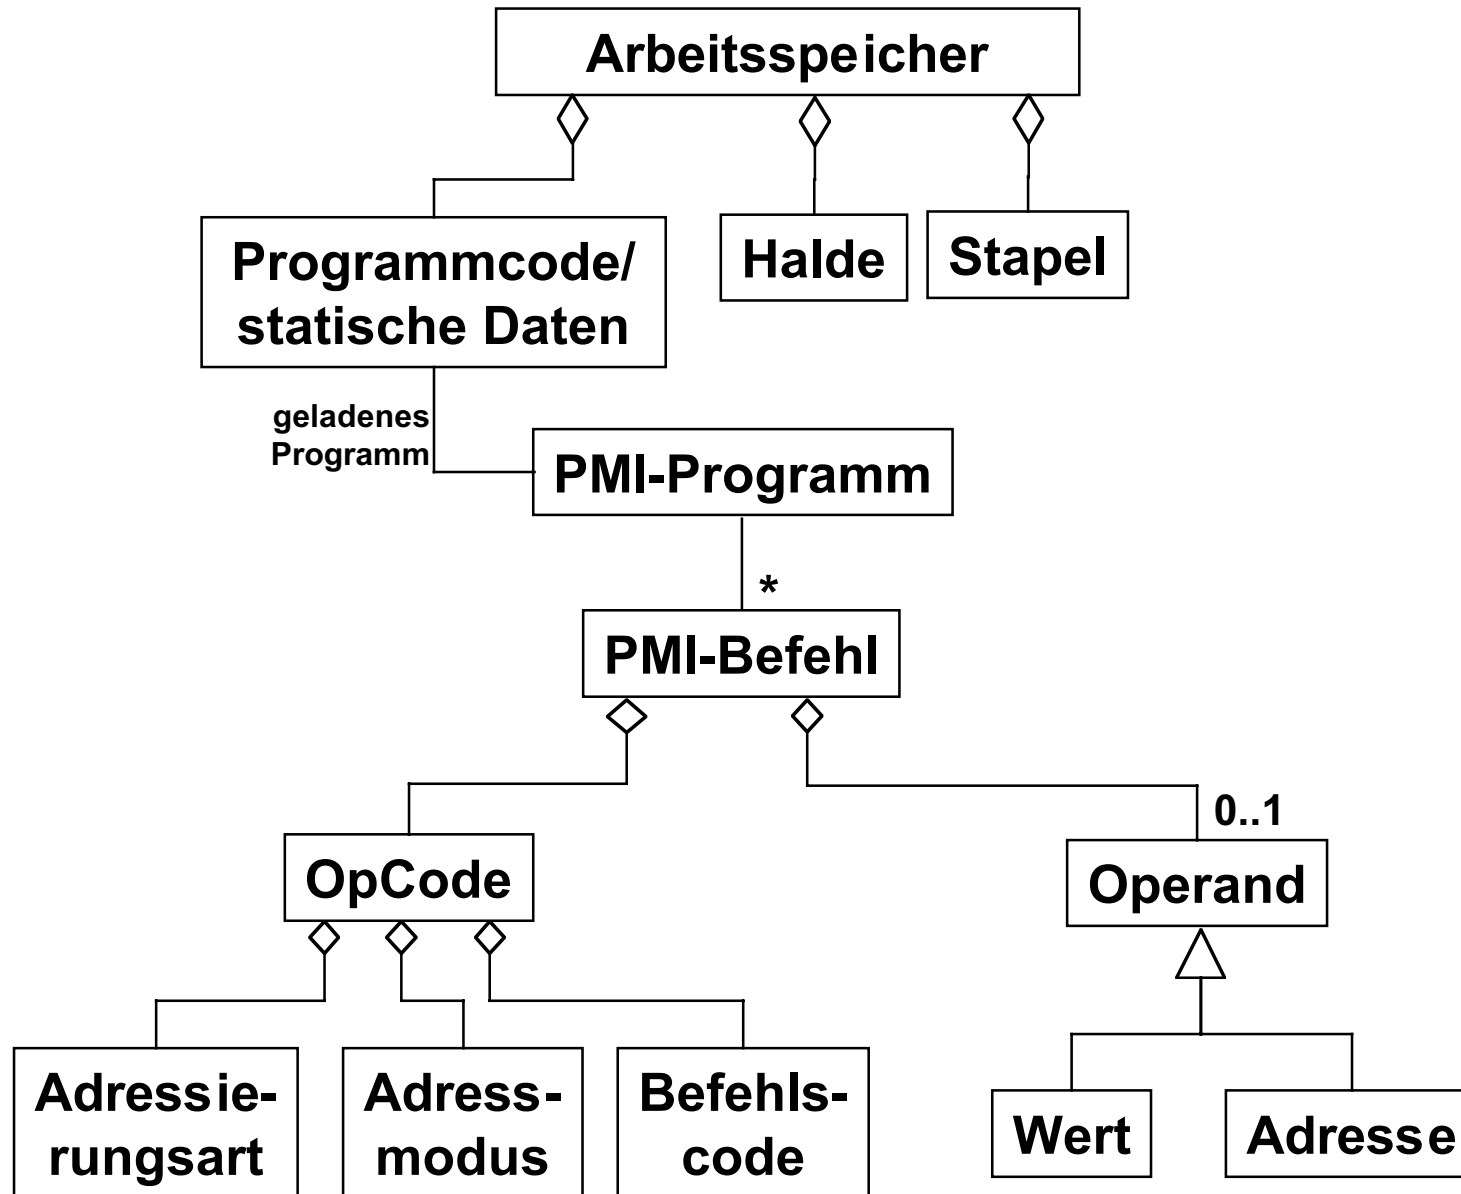 Arbeitsspeicher
Programmcode/
statische Daten
Halde
Stapel
geladenes
Programm
PMI-Programm
*
PMI-Befehl
0..1
OpCode
Operand
Adressie-
rungsart
Adress-
modus
Befehls-
code
Wert
Adresse